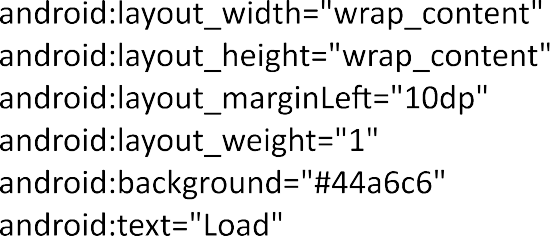 android:layout_width="wrap_content"
android:layout_height="wrap_content"
android:layout_marginLeft="10dp"
android:layout_weight="1"
android:background="#44a6c6"
android:text="Load"